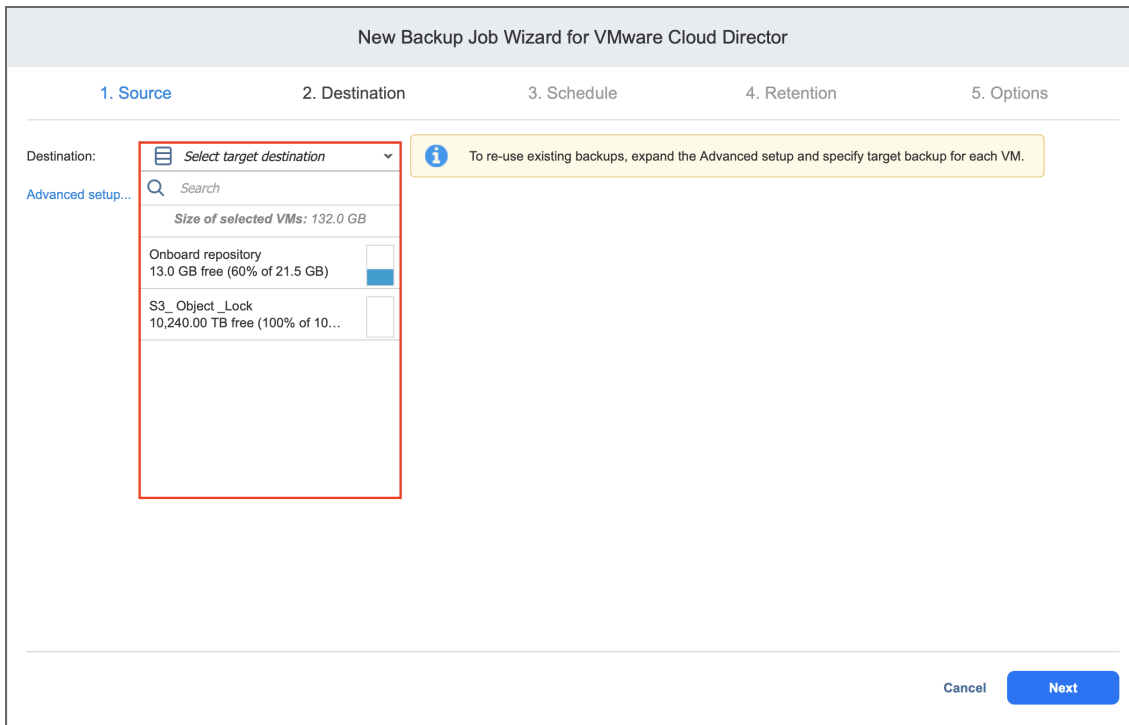 New Backup Job Wizard for VMware Cloud Director
1. Source 2. Destination 3. Schedule 4. Retention 5. Options
Destination: Select target destination To re-use existing backups, expand the Advanced setup and specify target backup for each VM.
Advanced setup... Search
Size of selected VMs: 132.0 GB
Onboard repository
13.0 GB free (60% of 21.5 GB)
S3_ Object _Lock
10,240.00 TB free (100% of 10...
Cancel Next